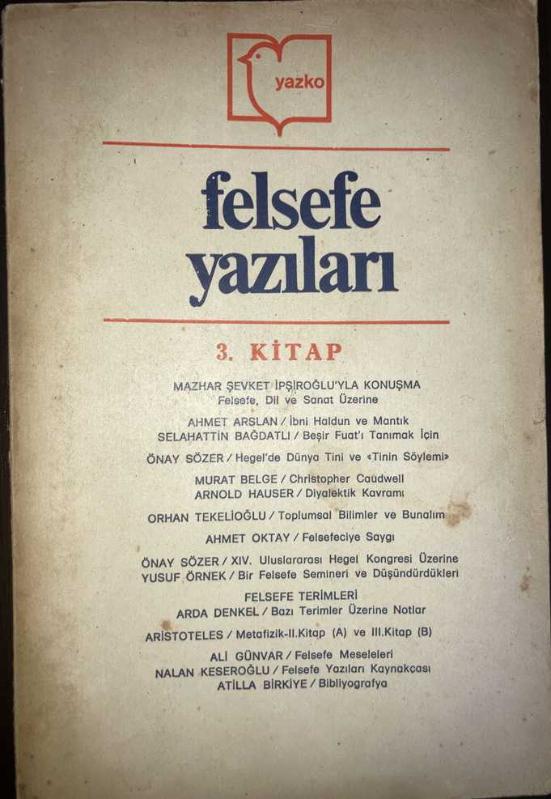 yazko
felsefe
yazıları
3. KİTAP
MAZHAR ŞEVKET İPŞİROĞLU'YLA KONUŞMA
Felsefe, Dil ve Sanat Üzerine
AHMET ARSLAN / İbni Haldun ve Mantık
SELAHATTİN BAĞDATLI / Beşir Fuat'ı Tanımak İçin
ÖNAY SÖZER / Hegel'de Dünya Tini ve «Tinin Söylemi»
MURAT BELGE / Christopher Caudwell
ARNOLD HAUSER / Diyalektik Kavramı
ORHAN TEKELİOĞLU / Toplumsal Bilimler ve Bunalım
AHMET OKTAY / Felsefeciye Saygı
ÖNAY SÖZER / XIV. Uluslararası Hegel Kongresi Üzerine
YUSUF ÖRNEK / Bir Felsefe Semineri ve Düşündürdükleri
FELSEFE TERİMLERİ
ARDA DENKEL / Bazı Terimler Üzerine Notlar
ARİSTOTELES / Metafizik-II.Kitap (A) ve III.Kitap (B)
ALİ GÜNVAR / Felsefe Meseleleri
NALAN KESEROĞLU / Felsefe Yazıları Kaynakçası
ATİLLA BİRKİYE / Bibliyografya